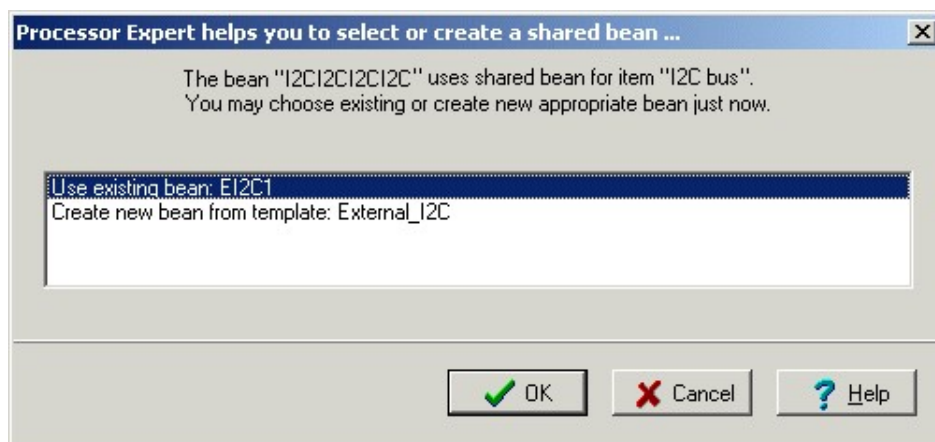 Processor Expert helps you to select or create a shared bean ...
The bean "I2CI2CI2CI2C" uses shared bean for item "I2C bus".
You may choose existing or create new appropriate bean just now.
Use existing bean: EI2C1
Create new bean from template: External_I2C
OK
Cancel
Help